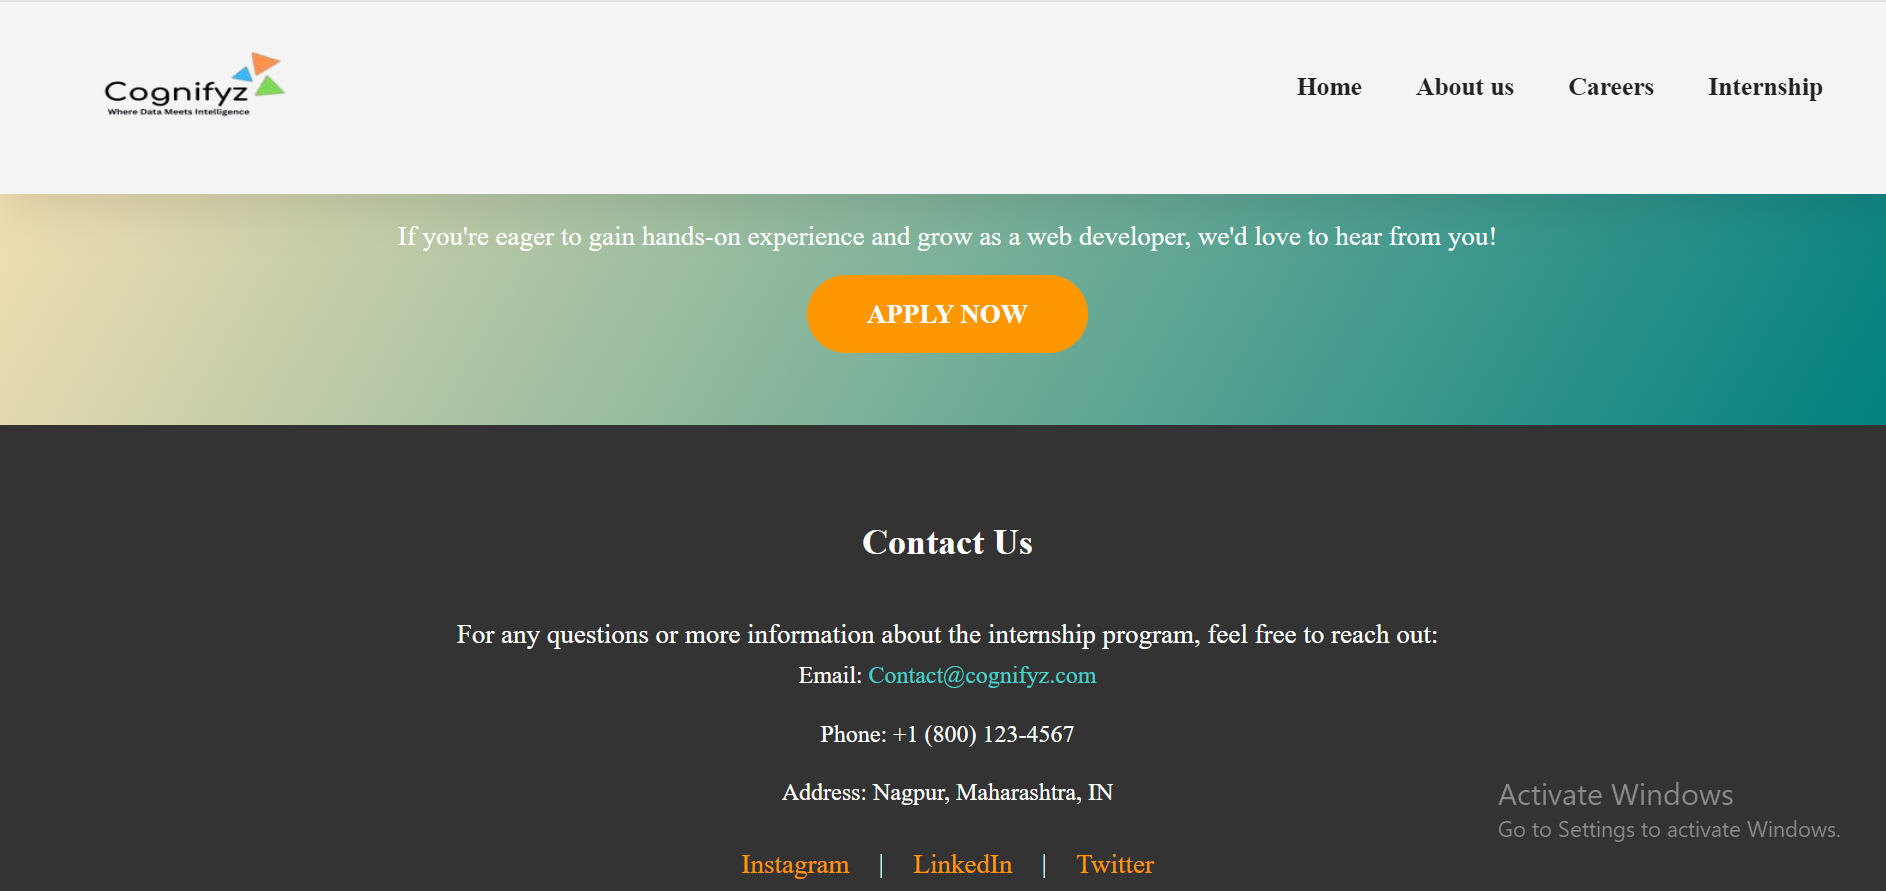 Cognifyz
Where Data Meets Intelligence
Home About us Careers Internship
If you're eager to gain hands-on experience and grow as a web developer, we'd love to hear from you!
APPLY NOW
Contact Us
For any questions or more information about the internship program, feel free to reach out:
Email: Contact@cognifyz.com
Phone: +1 (800) 123-4567
Address: Nagpur, Maharashtra, IN
Instagram | LinkedIn | Twitter
Activate Windows
Go to Settings to activate Windows.